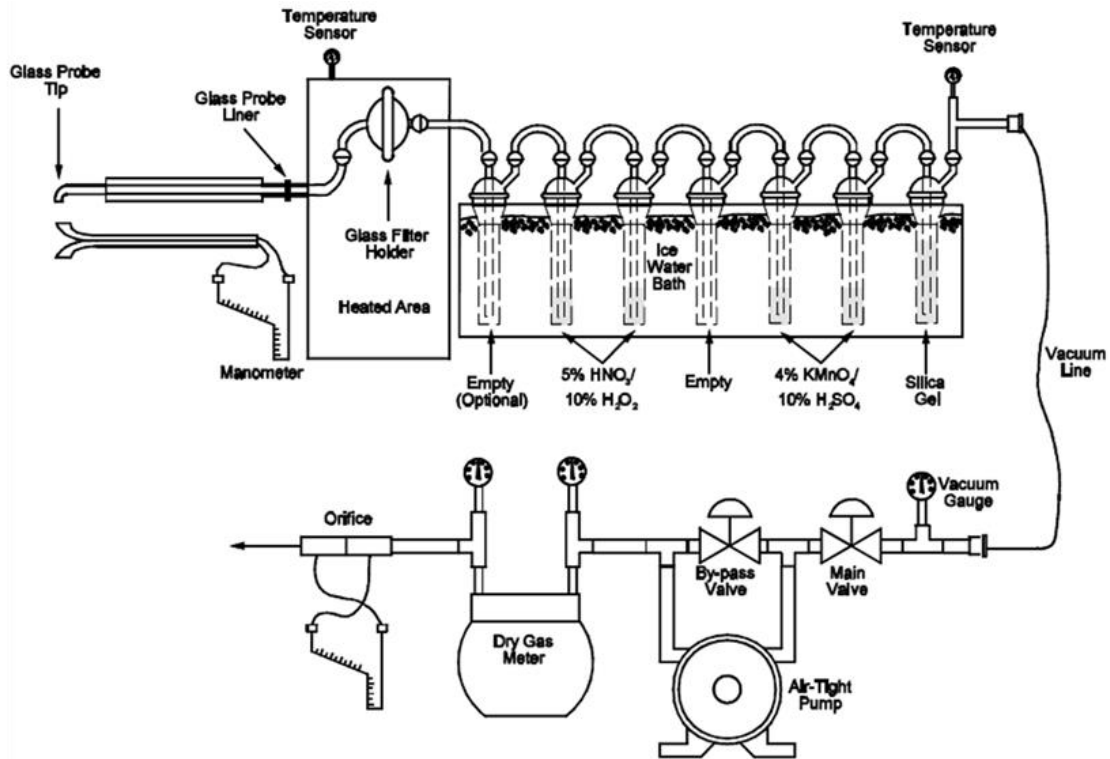 Temperature
Sensor
Temperature
Sensor
Glass Probe
Tip
Glass Probe
Liner
Glass Filter
Holder
Heated Area
Ice
Water
Bath
Manometer
Empty
(Optional)
5% HNO₃/
10% H₂O₂
Empty
4% KMnO₄/
10% H₂SO₄
Silica
Gel
Vacuum
Line
Vacuum
Gauge
Orifice
By-pass
Valve
Main
Valve
Dry Gas
Meter
Air-Tight
Pump